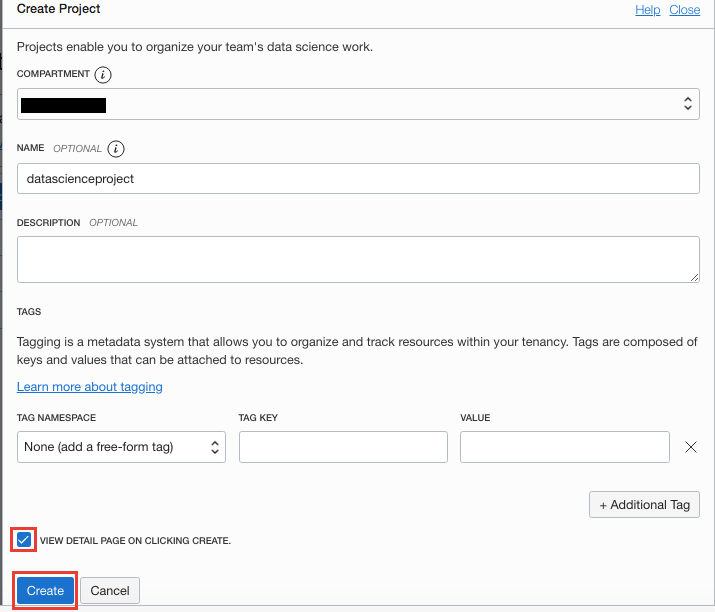 Create Project
Help Close
Projects enable you to organize your team's data science work.
COMPARTMENT i
NAME OPTIONAL i
datascienceproject
DESCRIPTION OPTIONAL
TAGS
Tagging is a metadata system that allows you to organize and track resources within your tenancy. Tags are composed of
keys and values that can be attached to resources.
Learn more about tagging
TAG NAMESPACE TAG KEY VALUE
None (add a free-form tag)
+ Additional Tag
VIEW DETAIL PAGE ON CLICKING CREATE.
Create Cancel